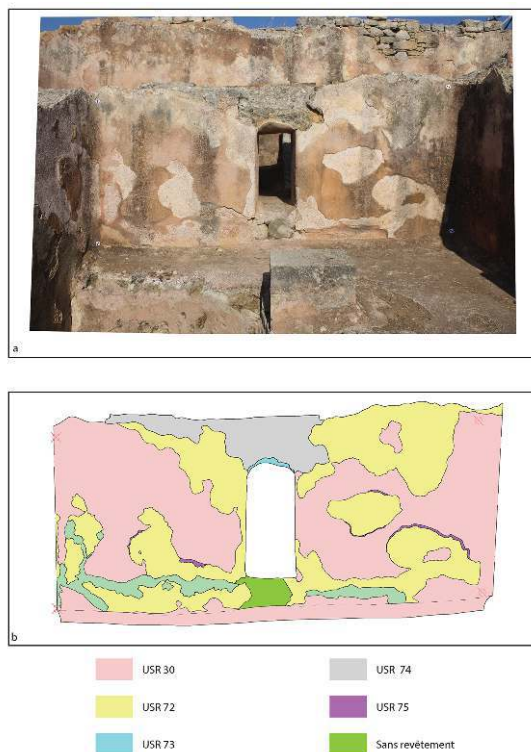 a
b
USR 30
USR 74
USR 72
USR 75
USR 73
Sans revêtement